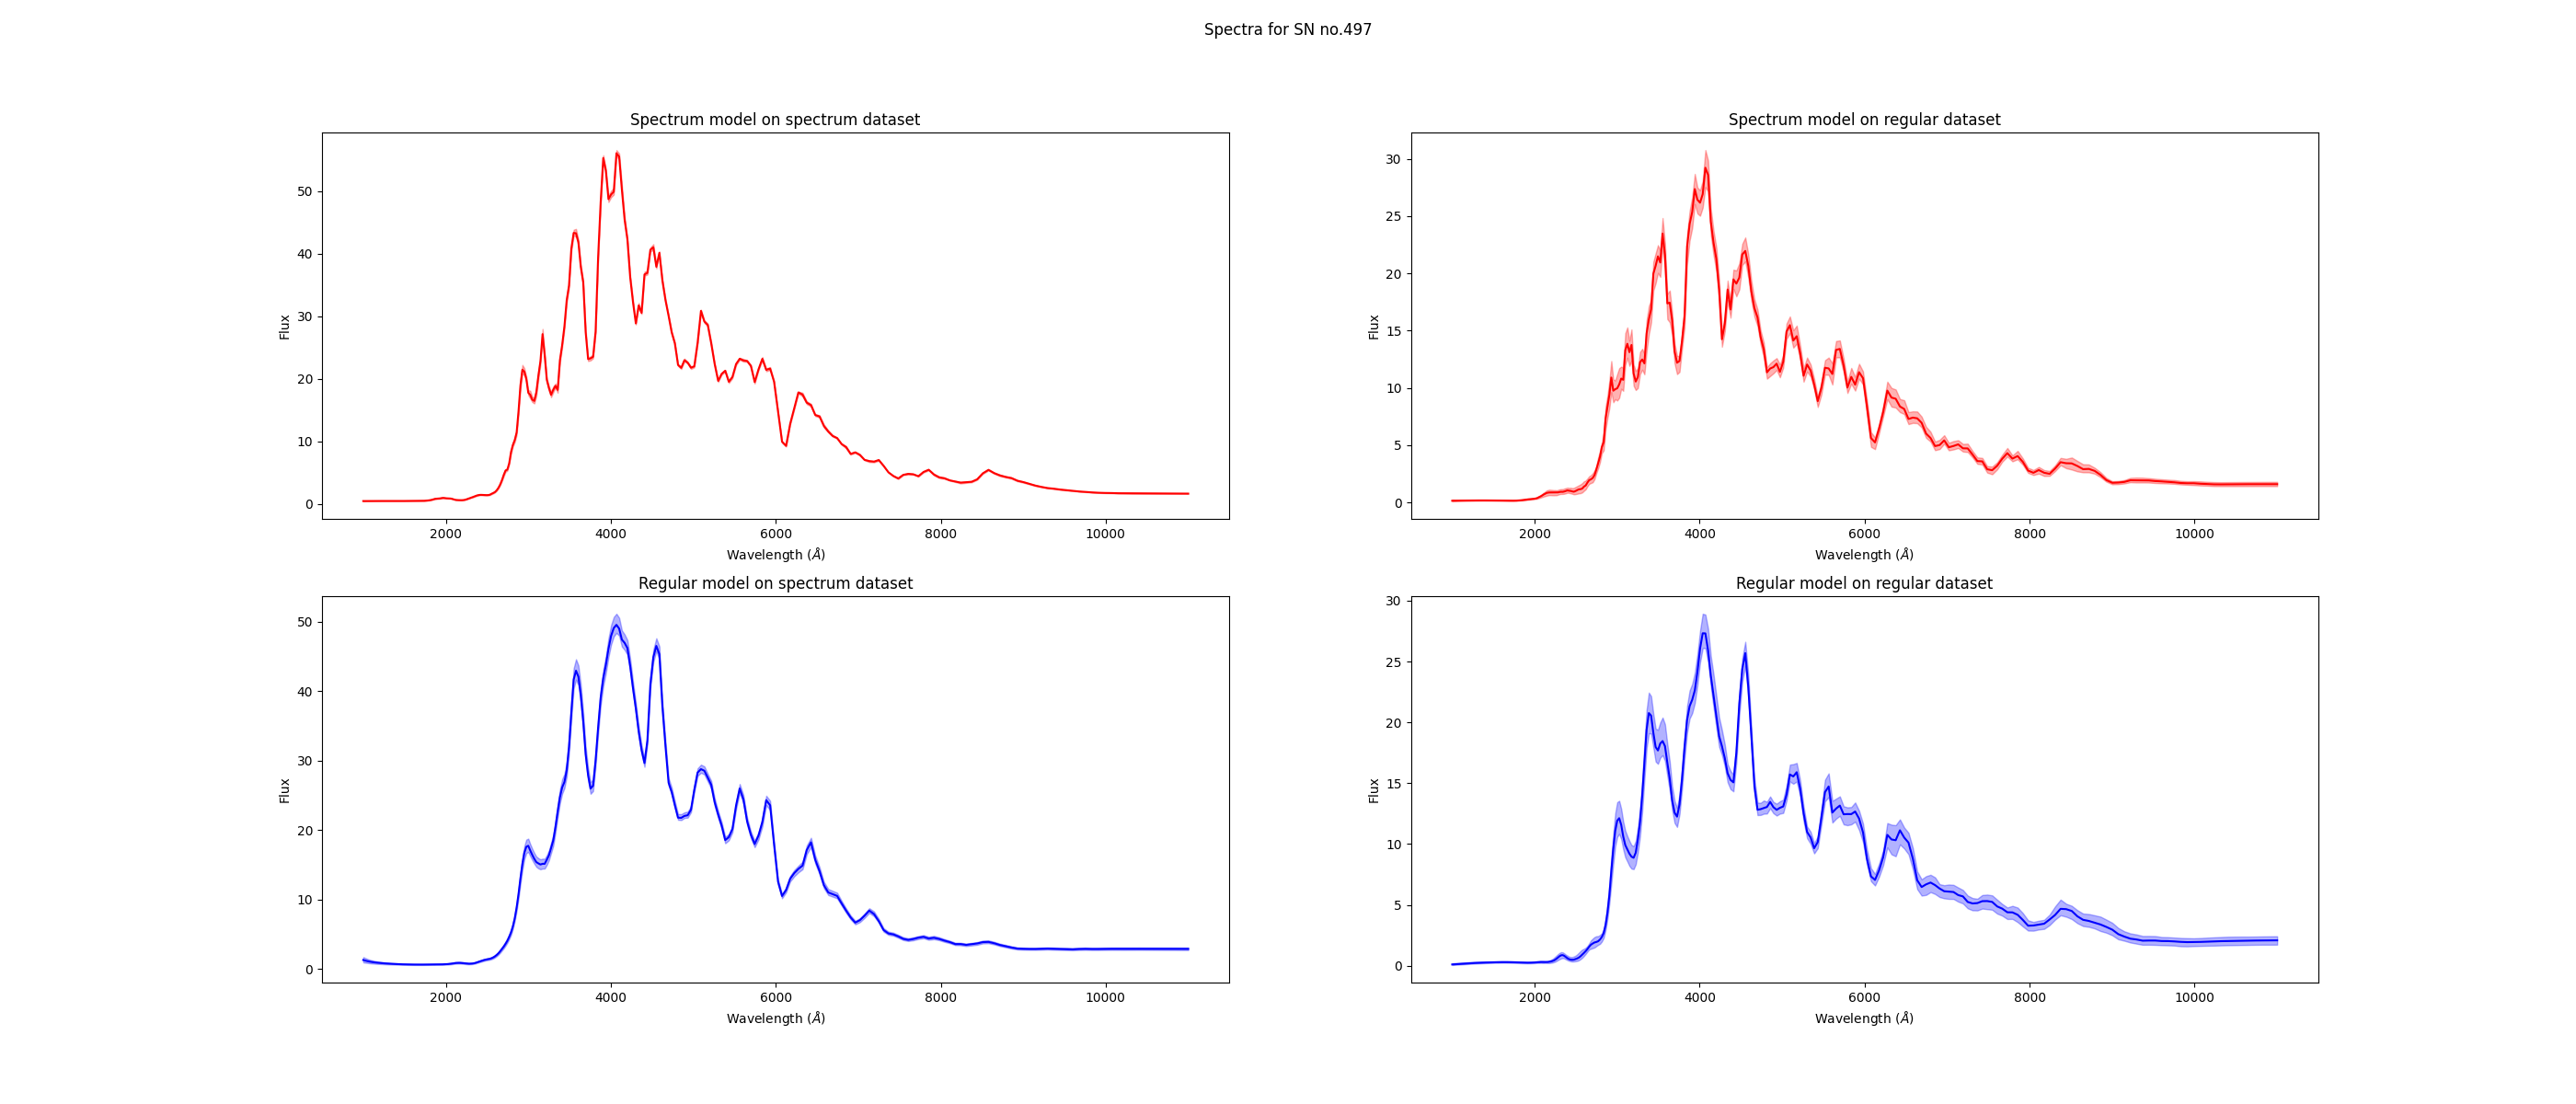 Spectra for SN no.497
Spectrum model on spectrum dataset
Flux
50
40
30
20
10
0
2000 4000 6000 8000 10000
Wavelength (Å)
Spectrum model on regular dataset
Flux
30
25
20
15
10
5
0
2000 4000 6000 8000 10000
Wavelength (Å)
Regular model on spectrum dataset
Flux
50
40
30
20
10
0
2000 4000 6000 8000 10000
Wavelength (Å)
Regular model on regular dataset
Flux
30
25
20
15
10
5
0
2000 4000 6000 8000 10000
Wavelength (Å)